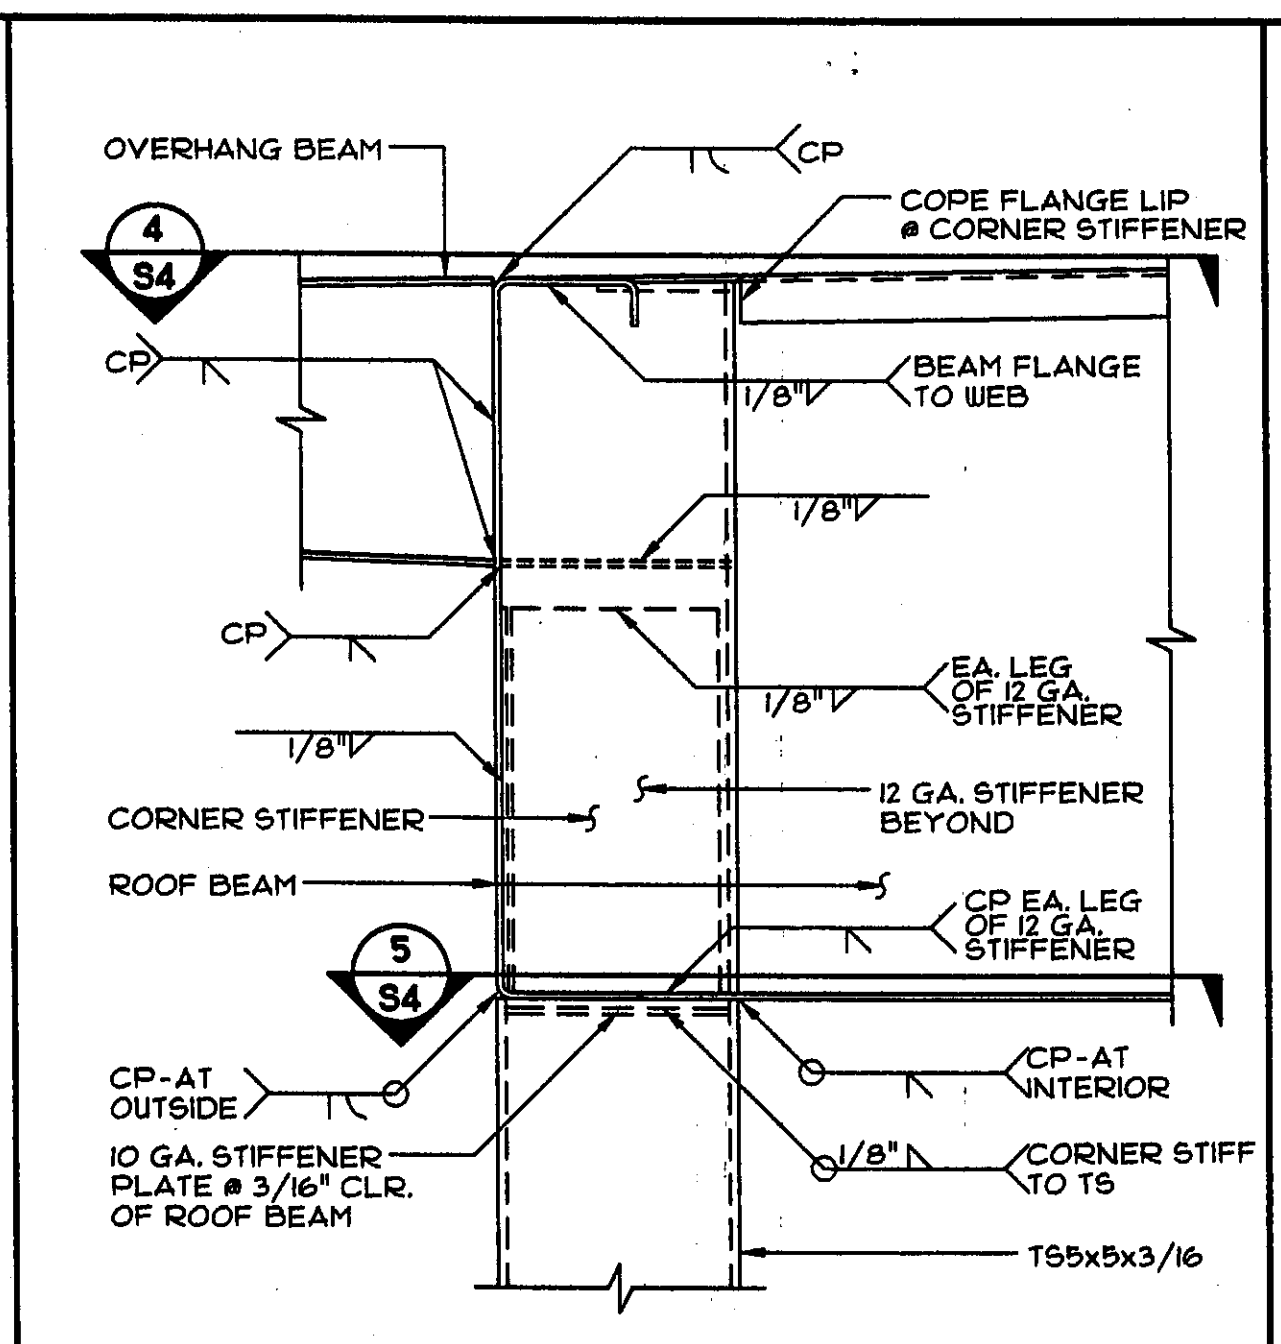 OVERHANG BEAM
CP
COPE FLANGE LIP
@ CORNER STIFFENER
4
S4
CP
BEAM FLANGE
TO WEB
1/8"
1/8"
CP
EA. LEG
OF 12 GA.
STIFFENER
1/8"
1/8"
12 GA. STIFFENER
BEYOND
CORNER STIFFENER
ROOF BEAM
CP EA. LEG
OF 12 GA.
STIFFENER
5
S4
CP-AT
OUTSIDE
CP-AT
INTERIOR
10 GA. STIFFENER
PLATE @ 3/16" CLR.
OF ROOF BEAM
1/8"
CORNER STIFF
TO TS
TS5x5x3/16